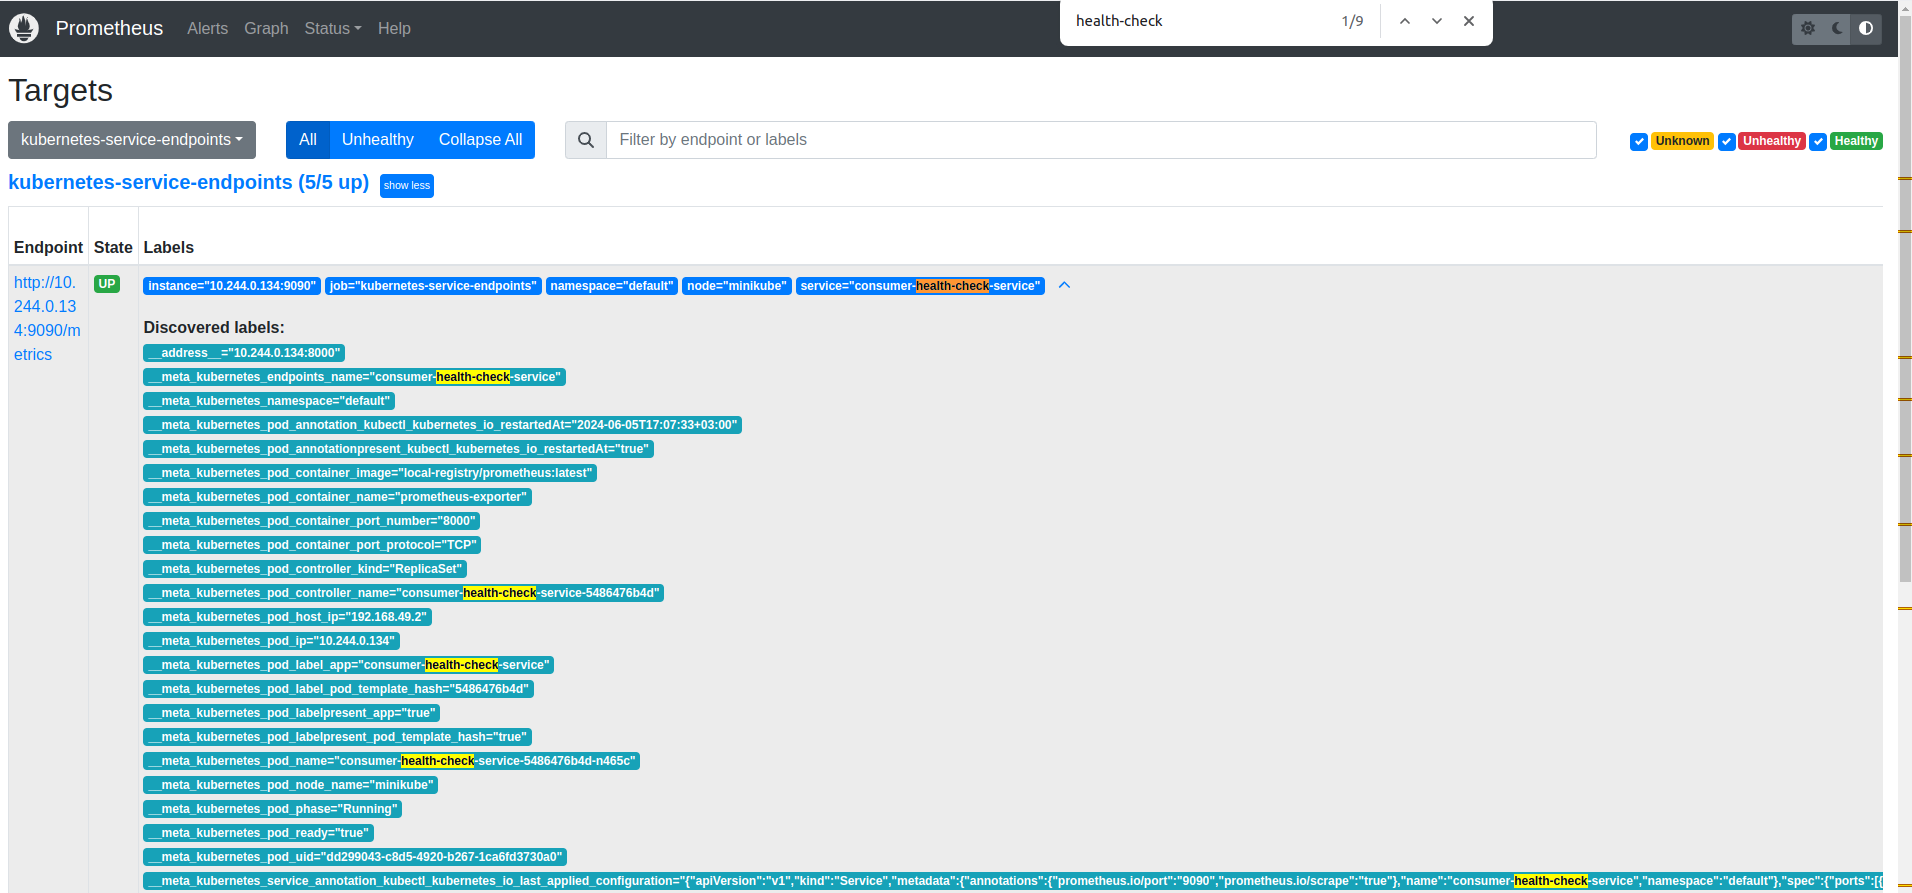 Prometheus Alerts Graph Status Help
health-check 1/9
Targets
kubernetes-service-endpoints All Unhealthy Collapse All Filter by endpoint or labels Unknown Unhealthy Healthy
kubernetes-service-endpoints (5/5 up) show less
Endpoint State Labels
http://10.
244.0.13
4:9090/m
etrics
UP
instance="10.244.0.134:9090" job="kubernetes-service-endpoints" namespace="default" node="minikube" service="consumer-health-check-service"
Discovered labels:
__address__="10.244.0.134:8000"
__meta_kubernetes_endpoints_name="consumer-health-check-service"
__meta_kubernetes_namespace="default"
__meta_kubernetes_pod_annotation_kubectl_kubernetes_io_restartedAt="2024-06-05T17:07:33+03:00"
__meta_kubernetes_pod_annotationpresent_kubectl_kubernetes_io_restartedAt="true"
__meta_kubernetes_pod_container_image="local-registry/prometheus:latest"
__meta_kubernetes_pod_container_name="prometheus-exporter"
__meta_kubernetes_pod_container_port_number="8000"
__meta_kubernetes_pod_container_port_protocol="TCP"
__meta_kubernetes_pod_controller_kind="ReplicaSet"
__meta_kubernetes_pod_controller_name="consumer-health-check-service-5486476b4d"
__meta_kubernetes_pod_host_ip="192.168.49.2"
__meta_kubernetes_pod_ip="10.244.0.134"
__meta_kubernetes_pod_label_app="consumer-health-check-service"
__meta_kubernetes_pod_label_pod_template_hash="5486476b4d"
__meta_kubernetes_pod_labelpresent_app="true"
__meta_kubernetes_pod_labelpresent_pod_template_hash="true"
__meta_kubernetes_pod_name="consumer-health-check-service-5486476b4d-n465c"
__meta_kubernetes_pod_node_name="minikube"
__meta_kubernetes_pod_phase="Running"
__meta_kubernetes_pod_ready="true"
__meta_kubernetes_pod_uid="dd299043-c8d5-4920-b267-1ca6fd3730a0"
__meta_kubernetes_service_annotation_kubectl_kubernetes_io_last_applied_configuration="{"apiVersion":"v1","kind":"Service","metadata":{"annotations":{"prometheus.io/port":"9090","prometheus.io/scrape":"true"},"name":"consumer-health-check-service","namespace":"default"},"spec":{"ports":[{